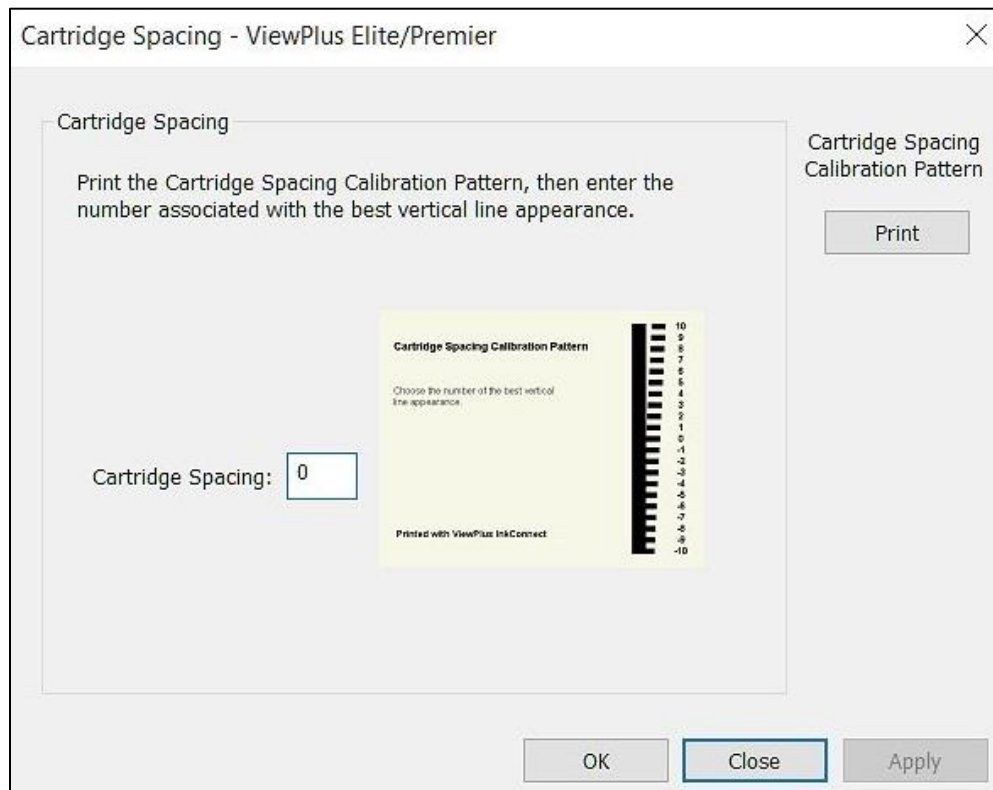 Cartridge Spacing - ViewPlus Elite/Premier
Cartridge Spacing
Print the Cartridge Spacing Calibration Pattern, then enter the
number associated with the best vertical line appearance.
Cartridge Spacing
Calibration Pattern
Print
Cartridge Spacing Calibration Pattern
Choose the number of the best vertical
line appearance.
Printed with ViewPlus InkConnect
10
9
8
7
6
5
4
3
2
1
0
-1
-2
-3
-4
-5
-6
-7
-8
-9
-10
Cartridge Spacing: 0
OK
Close
Apply